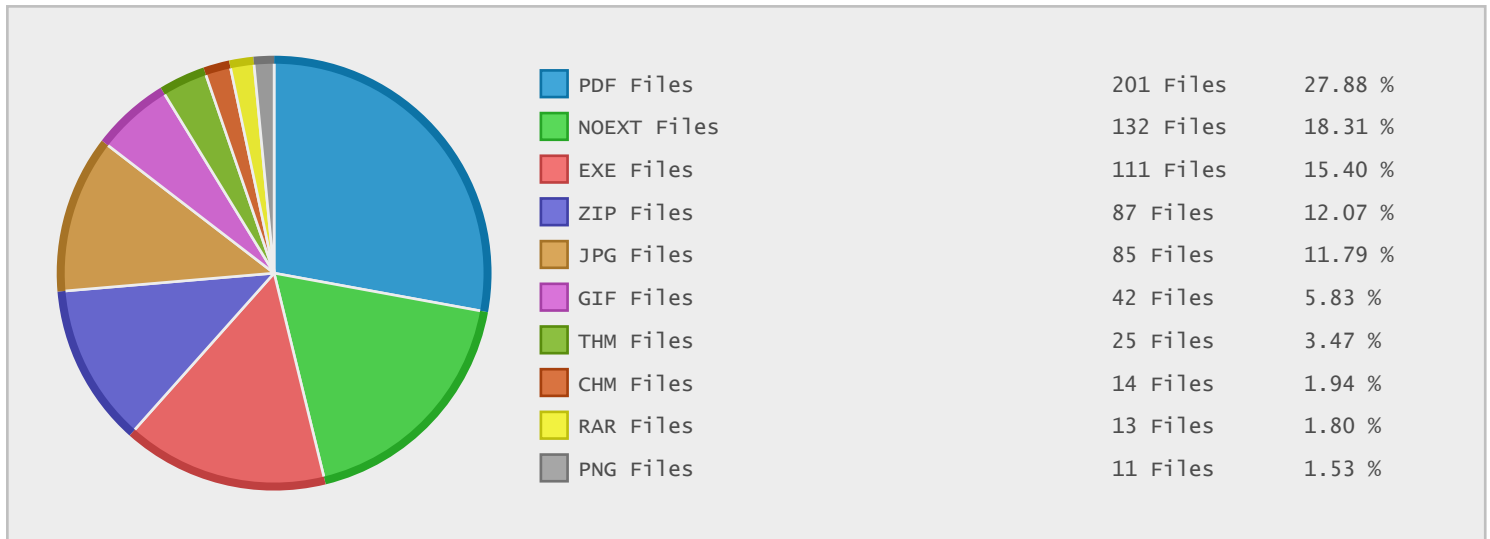 PDF Files 201 Files 27.88 %
NOEXT Files 132 Files 18.31 %
EXE Files 111 Files 15.40 %
ZIP Files 87 Files 12.07 %
JPG Files 85 Files 11.79 %
GIF Files 42 Files 5.83 %
THM Files 25 Files 3.47 %
CHM Files 14 Files 1.94 %
RAR Files 13 Files 1.80 %
PNG Files 11 Files 1.53 %